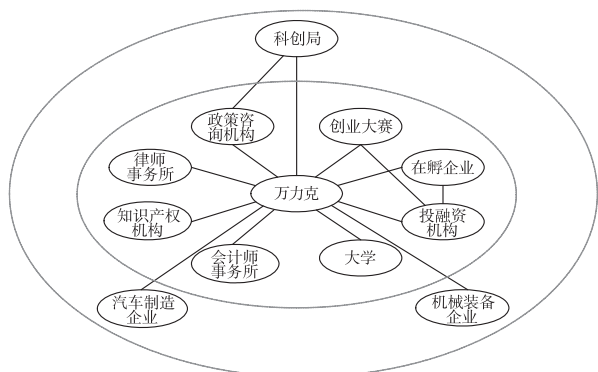 科创局
政策咨
询机构
创业大赛
律师
事务所
在孵企业
万力克
知识产权
机构
投融资
机构
会计师
事务所
大学
汽车制造
企业
机械装备
企业